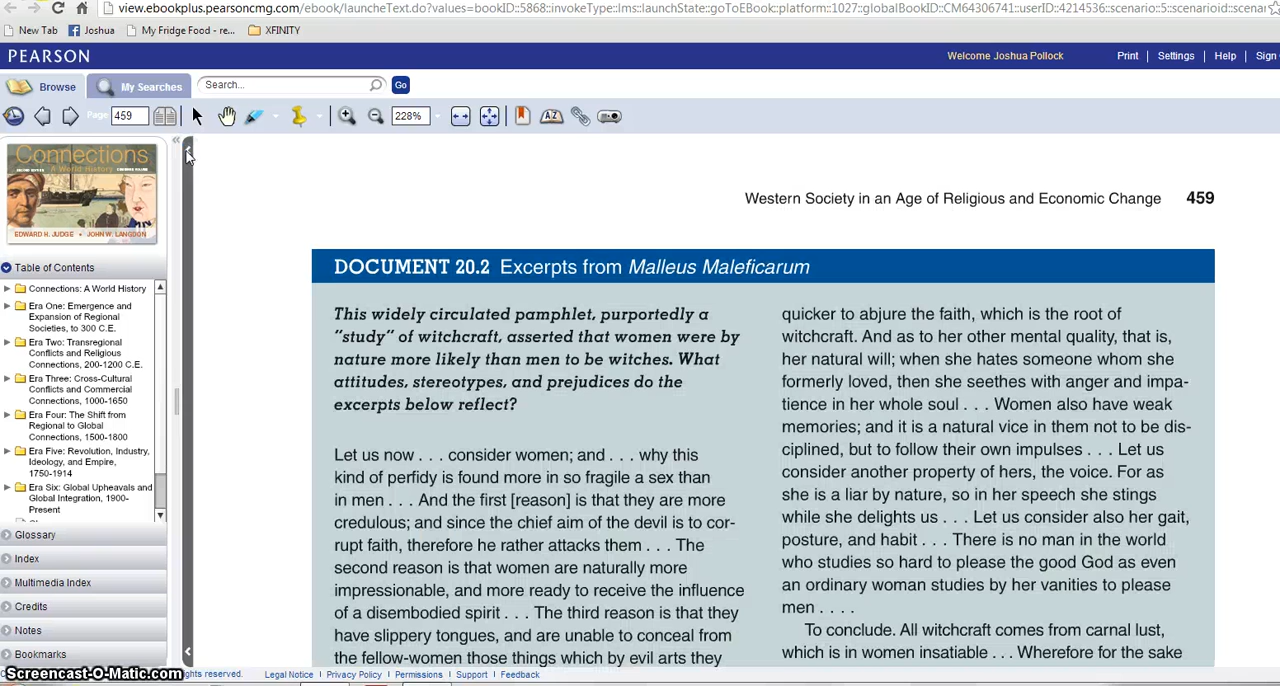 view.ebookplus.pearsoncmg.com/ebook/launcheText.do?values=bookID::5868::invokeType::lms::launchState::goToEBook::platform::1027::globalBookID::CM64306741::userID::4214536::scenario::5::scenarioid::scenar
New Tab Joshua My Fridge Food - re... XFINITY
PEARSON Welcome Joshua Pollock Print Settings Help Sign
Browse My Searches Search... Go
Page 459 228% AZ
Connections
A World History
EDWARD H. JUDGE • JOHN W. LANGDON
Table of Contents
Connections: A World History
Era One: Emergence and
Expansion of Regional
Societies, to 300 C.E.
Era Two: Transregional
Conflicts and Religious
Connections, 200-1200 C.E.
Era Three: Cross-Cultural
Conflicts and Commercial
Connections, 1000-1650
Era Four: The Shift from
Regional to Global
Connections, 1500-1800
Era Five: Revolution, Industry,
Ideology, and Empire,
1750-1914
Era Six: Global Upheavals and
Global Integration, 1900-
Present
Glossary
Index
Multimedia Index
Credits
Notes
Bookmarks
Western Society in an Age of Religious and Economic Change 459
DOCUMENT 20.2 Excerpts from Malleus Maleficarum
This widely circulated pamphlet, purportedly a
"study" of witchcraft, asserted that women were by
nature more likely than men to be witches. What
attitudes, stereotypes, and prejudices do the
excerpts below reflect?
Let us now . . . consider women; and . . . why this
kind of perfidy is found more in so fragile a sex than
in men . . . And the first [reason] is that they are more
credulous; and since the chief aim of the devil is to cor-
rupt faith, therefore he rather attacks them . . . The
second reason is that women are naturally more
impressionable, and more ready to receive the influence
of a disembodied spirit . . . The third reason is that they
have slippery tongues, and are unable to conceal from
the fellow-women those things which by evil arts they
quicker to abjure the faith, which is the root of
witchcraft. And as to her other mental quality, that is,
her natural will; when she hates someone whom she
formerly loved, then she seethes with anger and impa-
tience in her whole soul . . . Women also have weak
memories; and it is a natural vice in them not to be dis-
ciplined, but to follow their own impulses . . . Let us
consider another property of hers, the voice. For as
she is a liar by nature, so in her speech she stings
while she delights us . . . Let us consider also her gait,
posture, and habit . . . There is no man in the world
who studies so hard to please the good God as even
an ordinary woman studies by her vanities to please
men . . . .
To conclude. All witchcraft comes from carnal lust,
which is in women insatiable . . . Wherefore for the sake
Screencast-O-Matic.com ghts reserved. Legal Notice | Privacy Policy | Permissions | Support | Feedback